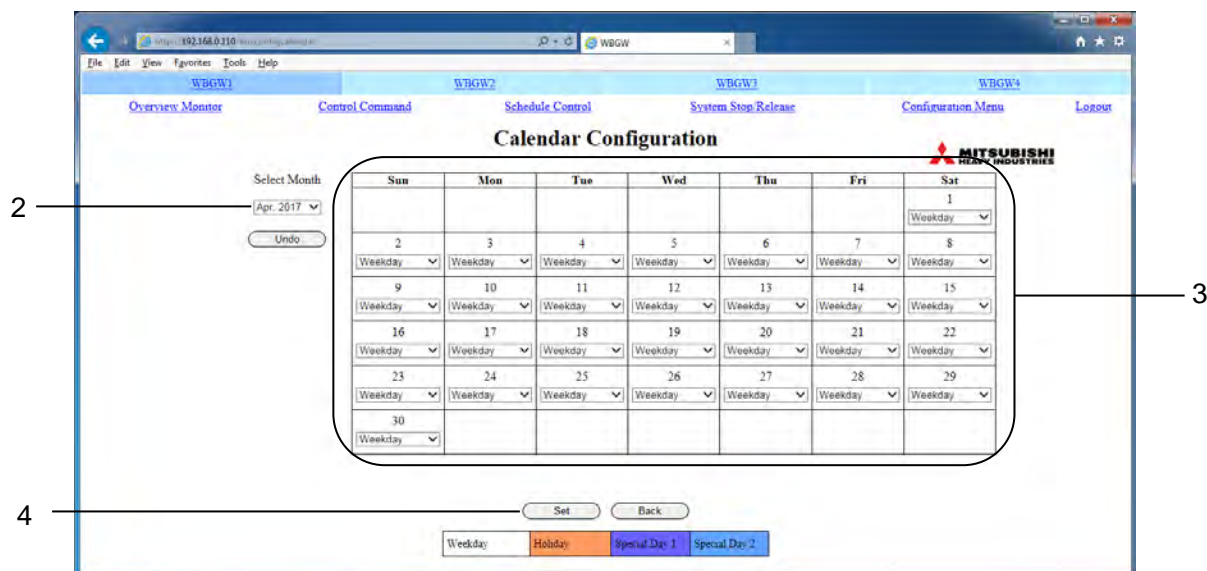 192.168.0.110
WBGW
File Edit View Favorites Tools Help
WBGW1 WBGW2 WBGW3 WBGW4
Overview Monitor Control Command Schedule Control System Stop/Release Configuration Menu Logout
Calendar Configuration
MITSUBISHI
HEAVY INDUSTRIES
Select Month
Sun Mon Tue Wed Thu Fri Sat
2
Apr. 2017
1
Weekday
Undo
2 3 4 5 6 7 8
Weekday Weekday Weekday Weekday Weekday Weekday Weekday
9 10 11 12 13 14 15
3
Weekday Weekday Weekday Weekday Weekday Weekday Weekday
16 17 18 19 20 21 22
Weekday Weekday Weekday Weekday Weekday Weekday Weekday
23 24 25 26 27 28 29
Weekday Weekday Weekday Weekday Weekday Weekday Weekday
30
Weekday
4
Set Back
Weekday Holiday Special Day 1 Special Day 2